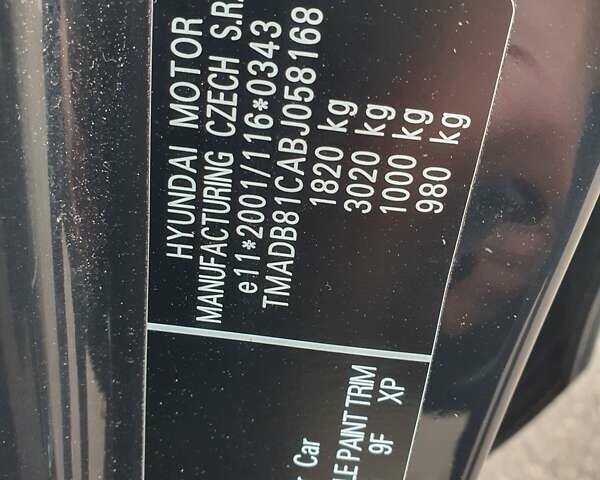 HYUNDAI MOTOR
MANUFACTURING CZECH S.R.
e11*2001/116*0343
TMADB81CABJ058168
1820 kg
3020 kg
1000 kg
980 kg
Car
LE PAINT TRIM
9F XP